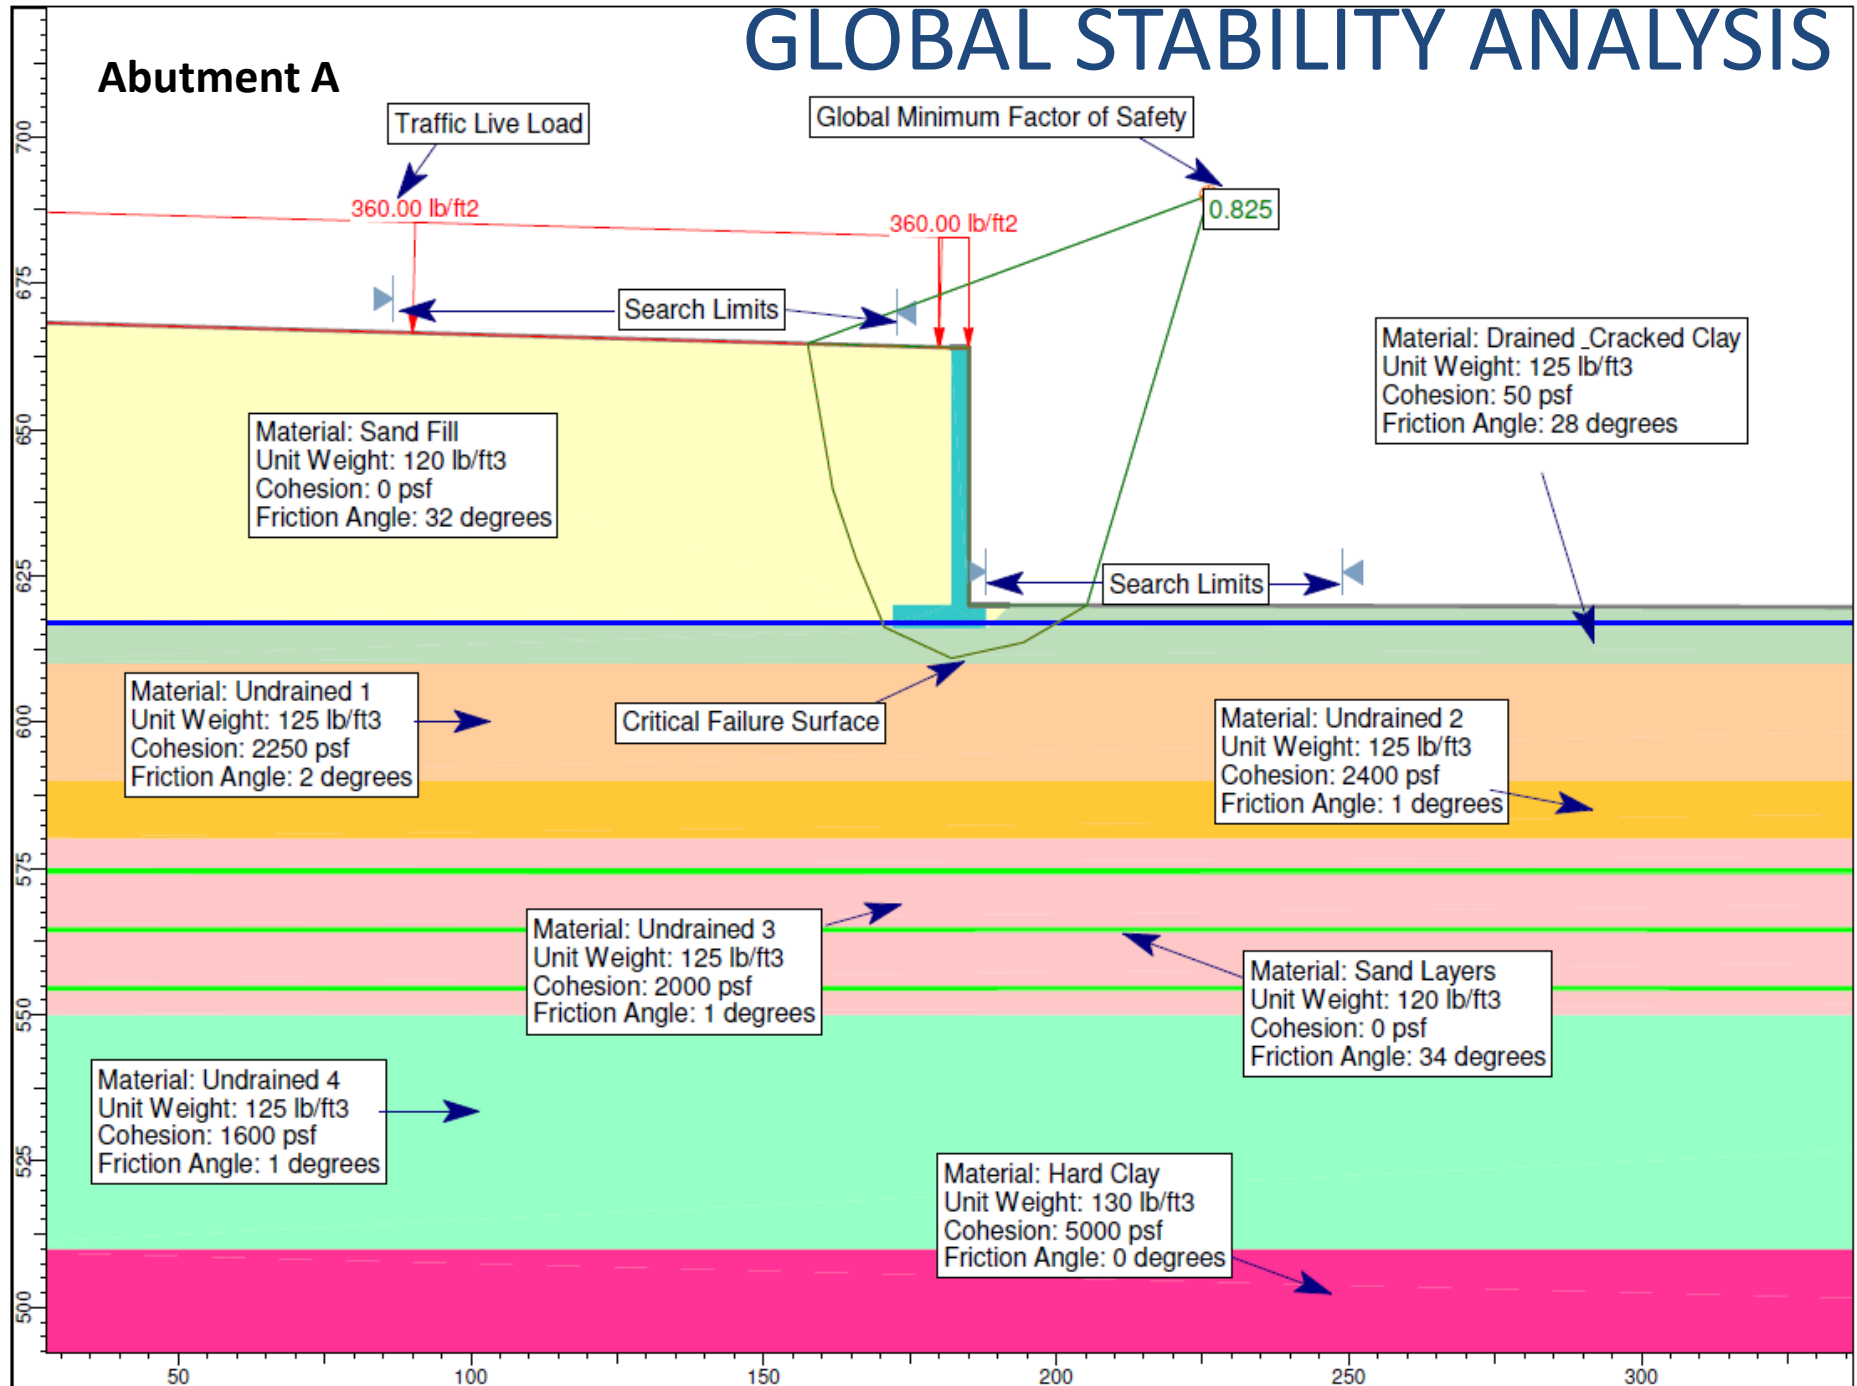 GLOBAL STABILITY ANALYSIS
Abutment A
Traffic Live Load
Global Minimum Factor of Safety
0.825
360.00 lb/ft2
360.00 lb/ft2
Search Limits
Material: Drained _Cracked Clay
Unit Weight: 125 lb/ft3
Cohesion: 50 psf
Friction Angle: 28 degrees
Material: Sand Fill
Unit Weight: 120 lb/ft3
Cohesion: 0 psf
Friction Angle: 32 degrees
Search Limits
Material: Undrained 1
Unit Weight: 125 lb/ft3
Cohesion: 2250 psf
Friction Angle: 2 degrees
Critical Failure Surface
Material: Undrained 2
Unit Weight: 125 lb/ft3
Cohesion: 2400 psf
Friction Angle: 1 degrees
Material: Undrained 3
Unit Weight: 125 lb/ft3
Cohesion: 2000 psf
Friction Angle: 1 degrees
Material: Sand Layers
Unit Weight: 120 lb/ft3
Cohesion: 0 psf
Friction Angle: 34 degrees
Material: Undrained 4
Unit Weight: 125 lb/ft3
Cohesion: 1600 psf
Friction Angle: 1 degrees
Material: Hard Clay
Unit Weight: 130 lb/ft3
Cohesion: 5000 psf
Friction Angle: 0 degrees
700
675
650
625
600
575
550
525
500
50 100 150 200 250 300